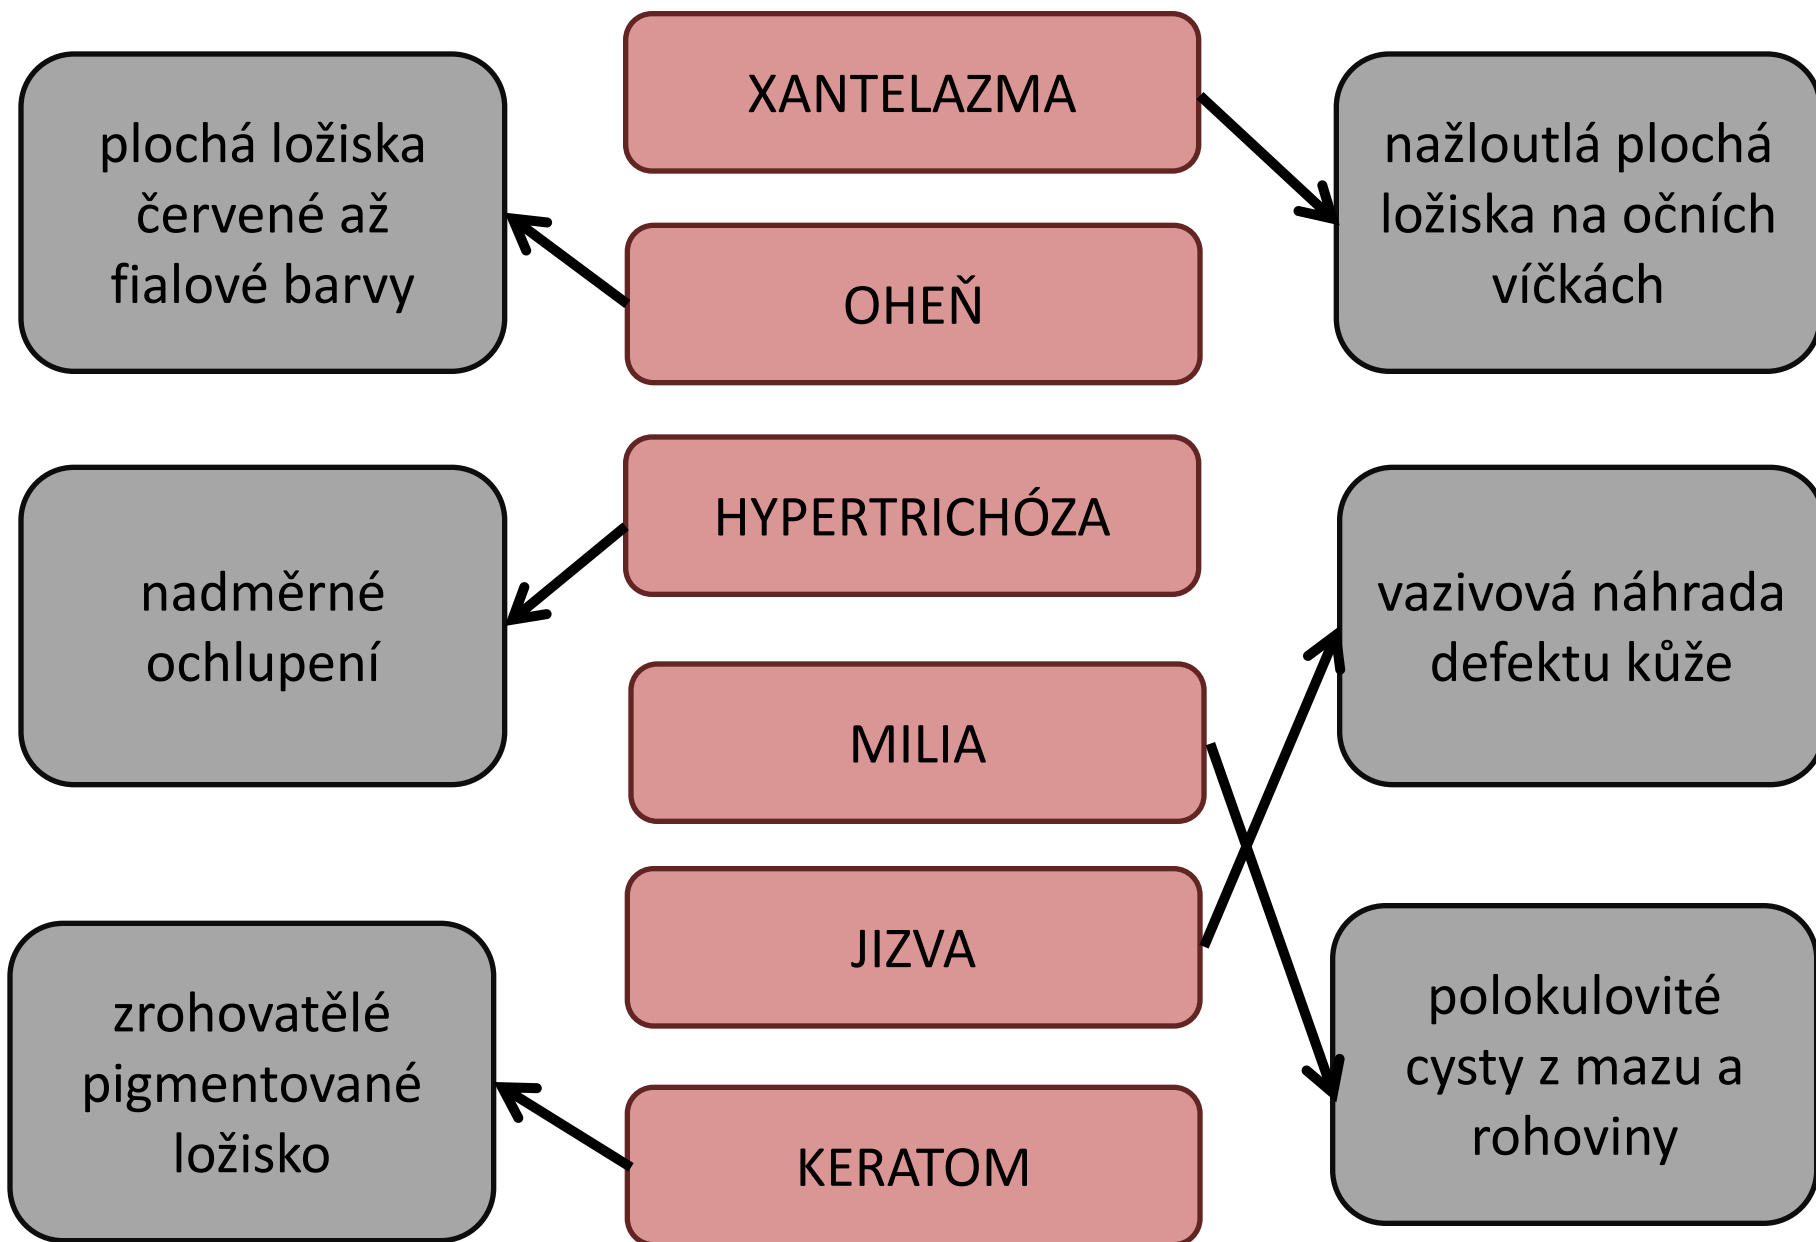 XANTELAZMA
plochá ložiska
červené až
fialové barvy
nažloutlá plochá
ložiska na očních
víčkách
OHEŇ
HYPERTRICHÓZA
nadměrné
ochlupení
vazivová náhrada
defektu kůže
MILIA
JIZVA
zrohovatělé
pigmentované
ložisko
polokulovité
cysty z mazu a
rohoviny
KERATOM